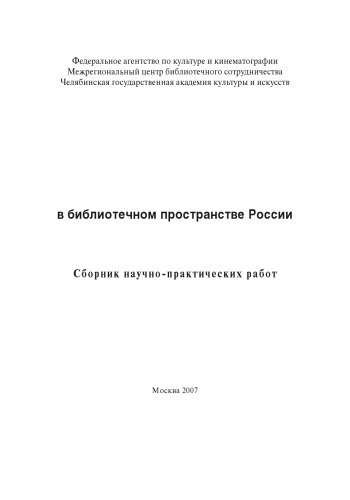 Федеральное агентство по культуре и кинематографии
Межрегиональный центр библиотечного сотрудничества
Челябинская государственная академия культуры и искусств
в библиотечном пространстве России
Сборник научно-практических работ
Москва 2007